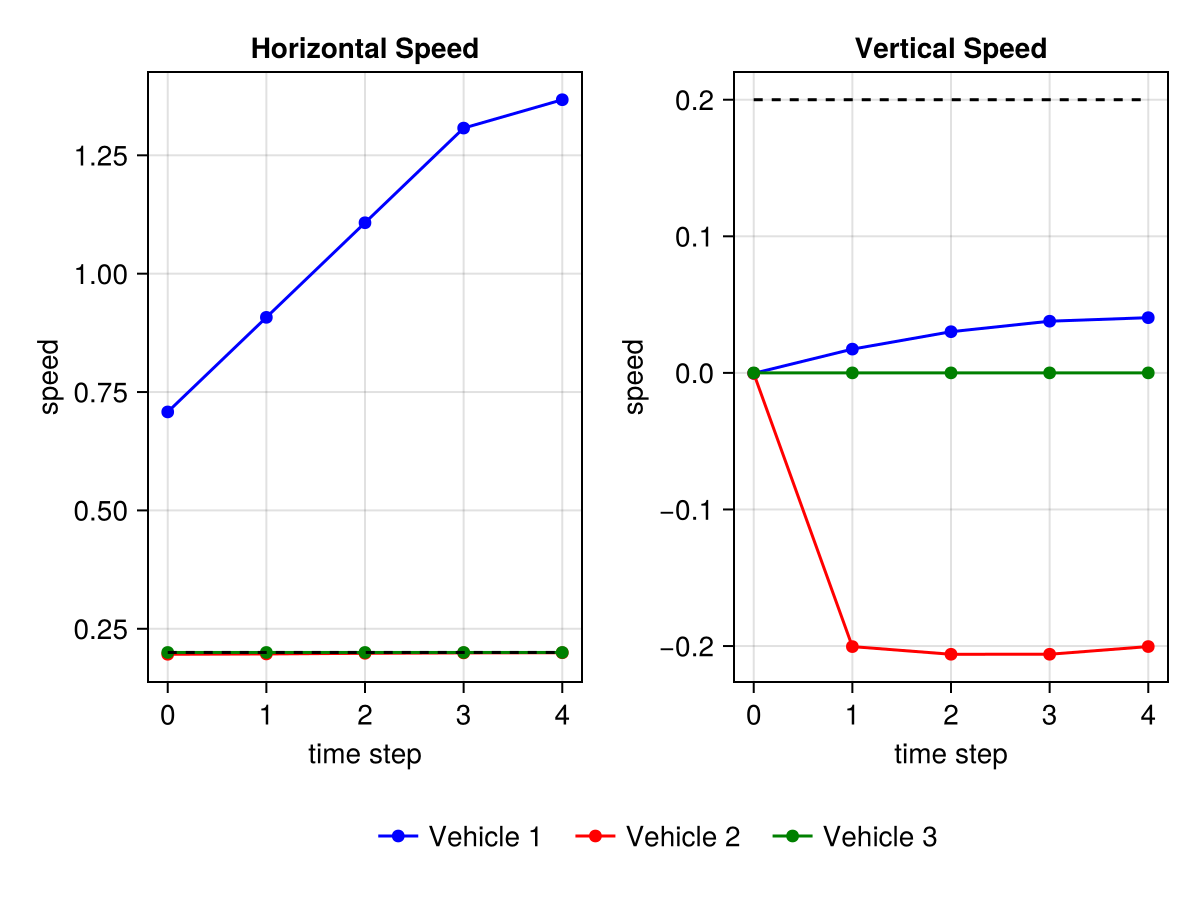 Horizontal Speed
speed
1.25
1.00
0.75
0.50
0.25
0 1 2 3 4
time step
Vertical Speed
speed
0.2
0.1
0.0
−0.1
−0.2
0 1 2 3 4
time step
Vehicle 1 Vehicle 2 Vehicle 3